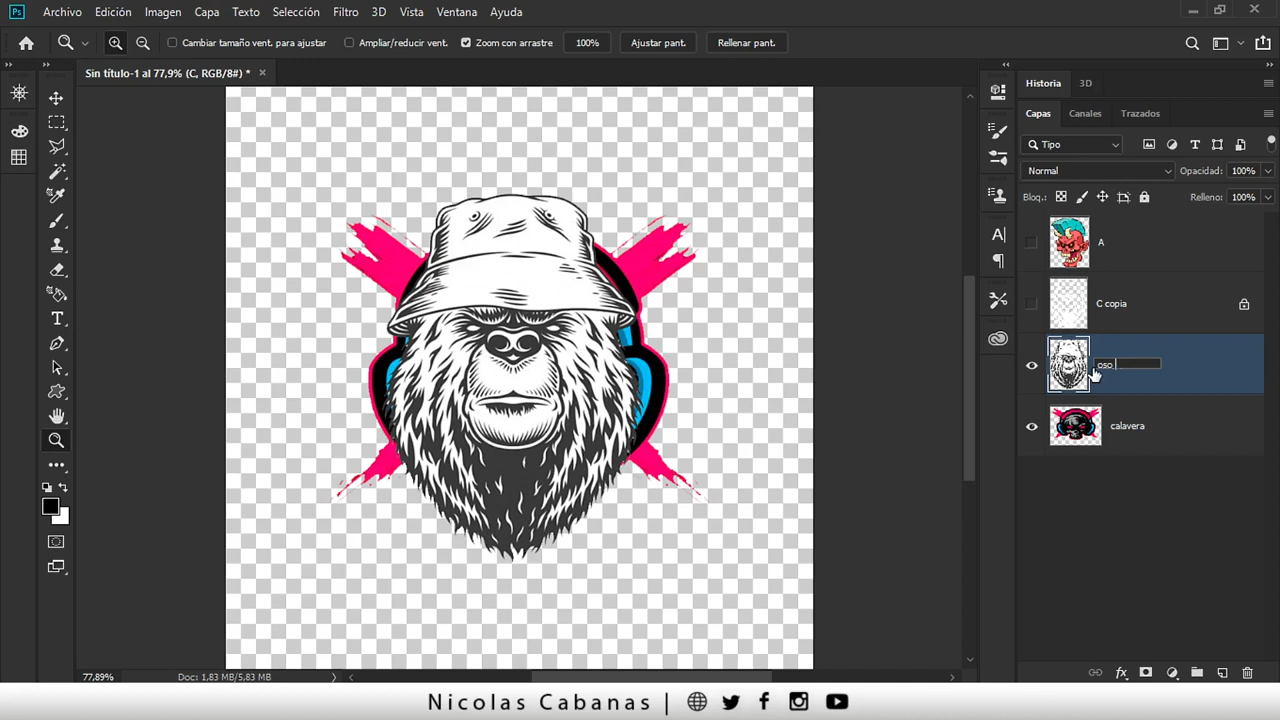 Ps Archivo Edición Imagen Capa Texto Selección Filtro 3D Vista Ventana Ayuda
Cambiar tamaño vent. para ajustar Ampliar/reducir vent. Zoom con arrastre 100% Ajustar pant. Rellenar pant.
Sin título-1 al 77,9% (C, RGB/8#) *
Historia 3D
Capas Canales Trazados
Tipo
Normal Opacidad: 100%
Bloq.: Relleno: 100%
A
C copia
oso
calavera
77,89% Doc: 1,83 MB/5,83 MB
Nicolas Cabanas |